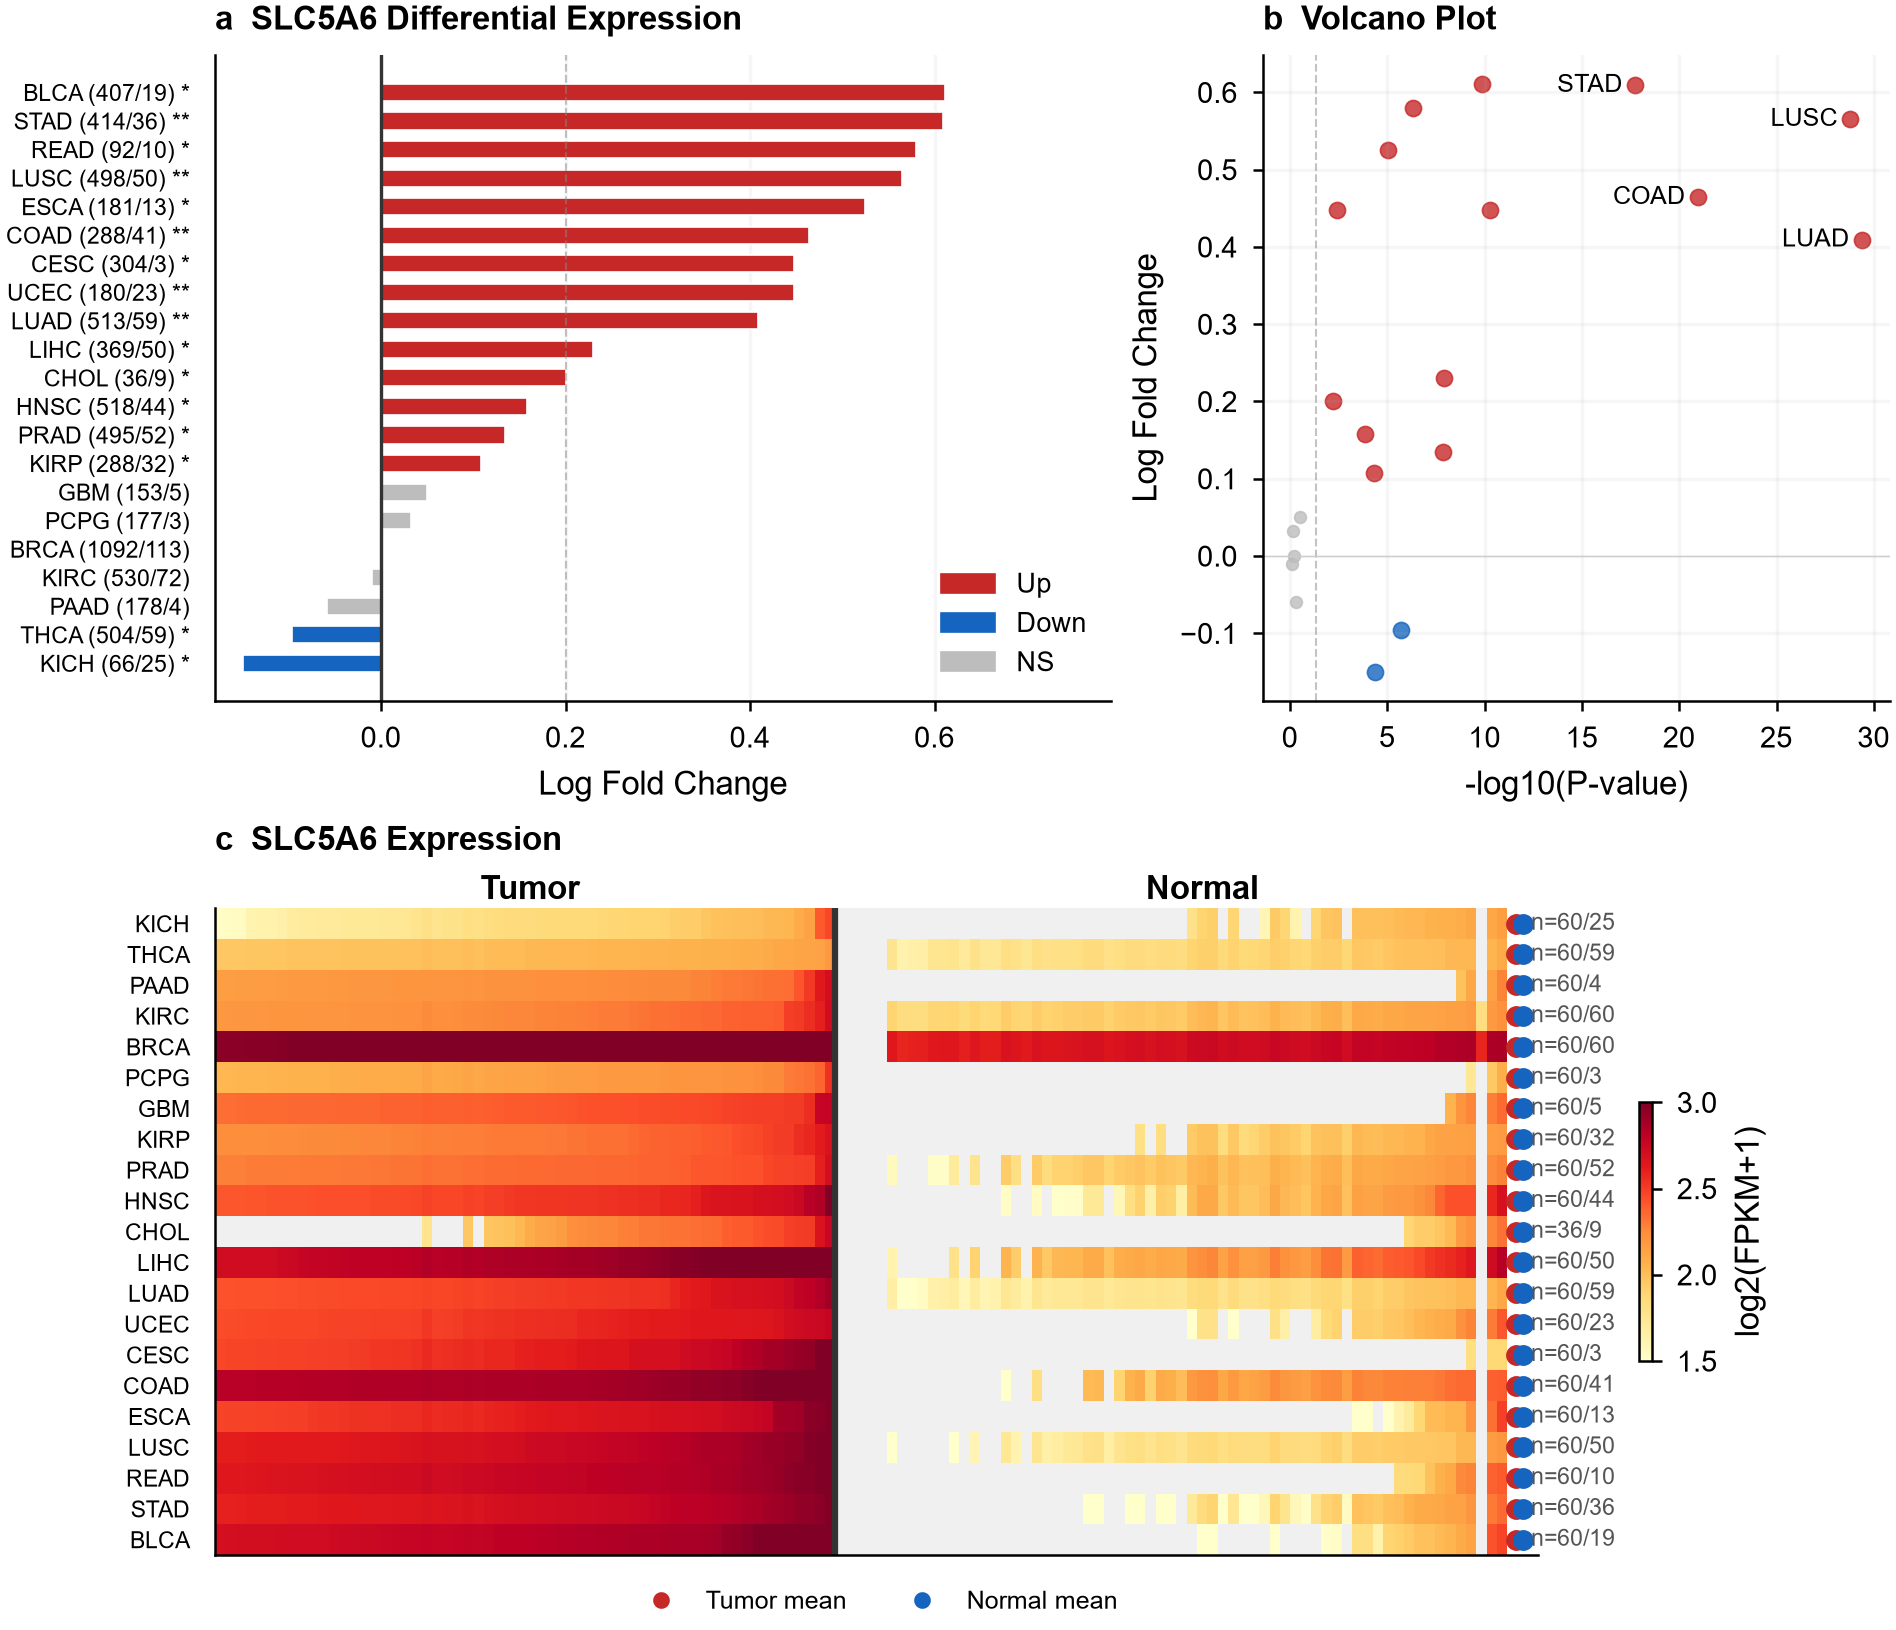 a SLC5A6 Differential Expression
BLCA (407/19) *
STAD (414/36) **
READ (92/10) *
LUSC (498/50) **
ESCA (181/13) *
COAD (288/41) **
CESC (304/3) *
UCEC (180/23) **
LUAD (513/59) **
LIHC (369/50) *
CHOL (36/9) *
HNSC (518/44) *
PRAD (495/52) *
KIRP (288/32) *
GBM (153/5)
PCPG (177/3)
BRCA (1092/113)
KIRC (530/72)
PAAD (178/4)
THCA (504/59) *
KICH (66/25) *
Up
Down
NS
0.0 0.2 0.4 0.6
Log Fold Change
b Volcano Plot
STAD
LUSC
COAD
LUAD
0.6
0.5
0.4
0.3
0.2
0.1
0.0
−0.1
Log Fold Change
0 5 10 15 20 25 30
-log10(P-value)
c SLC5A6 Expression
Tumor Normal
KICH n=60/25
THCA n=60/59
PAAD n=60/4
KIRC n=60/60
BRCA n=60/60
PCPG n=60/3
GBM n=60/5
KIRP n=60/32
PRAD n=60/52
HNSC n=60/44
CHOL n=36/9
LIHC n=60/50
LUAD n=60/59
UCEC n=60/23
CESC n=60/3
COAD n=60/41
ESCA n=60/13
LUSC n=60/50
READ n=60/10
STAD n=60/36
BLCA n=60/19
3.0
2.5
2.0
1.5
log2(FPKM+1)
Tumor mean Normal mean